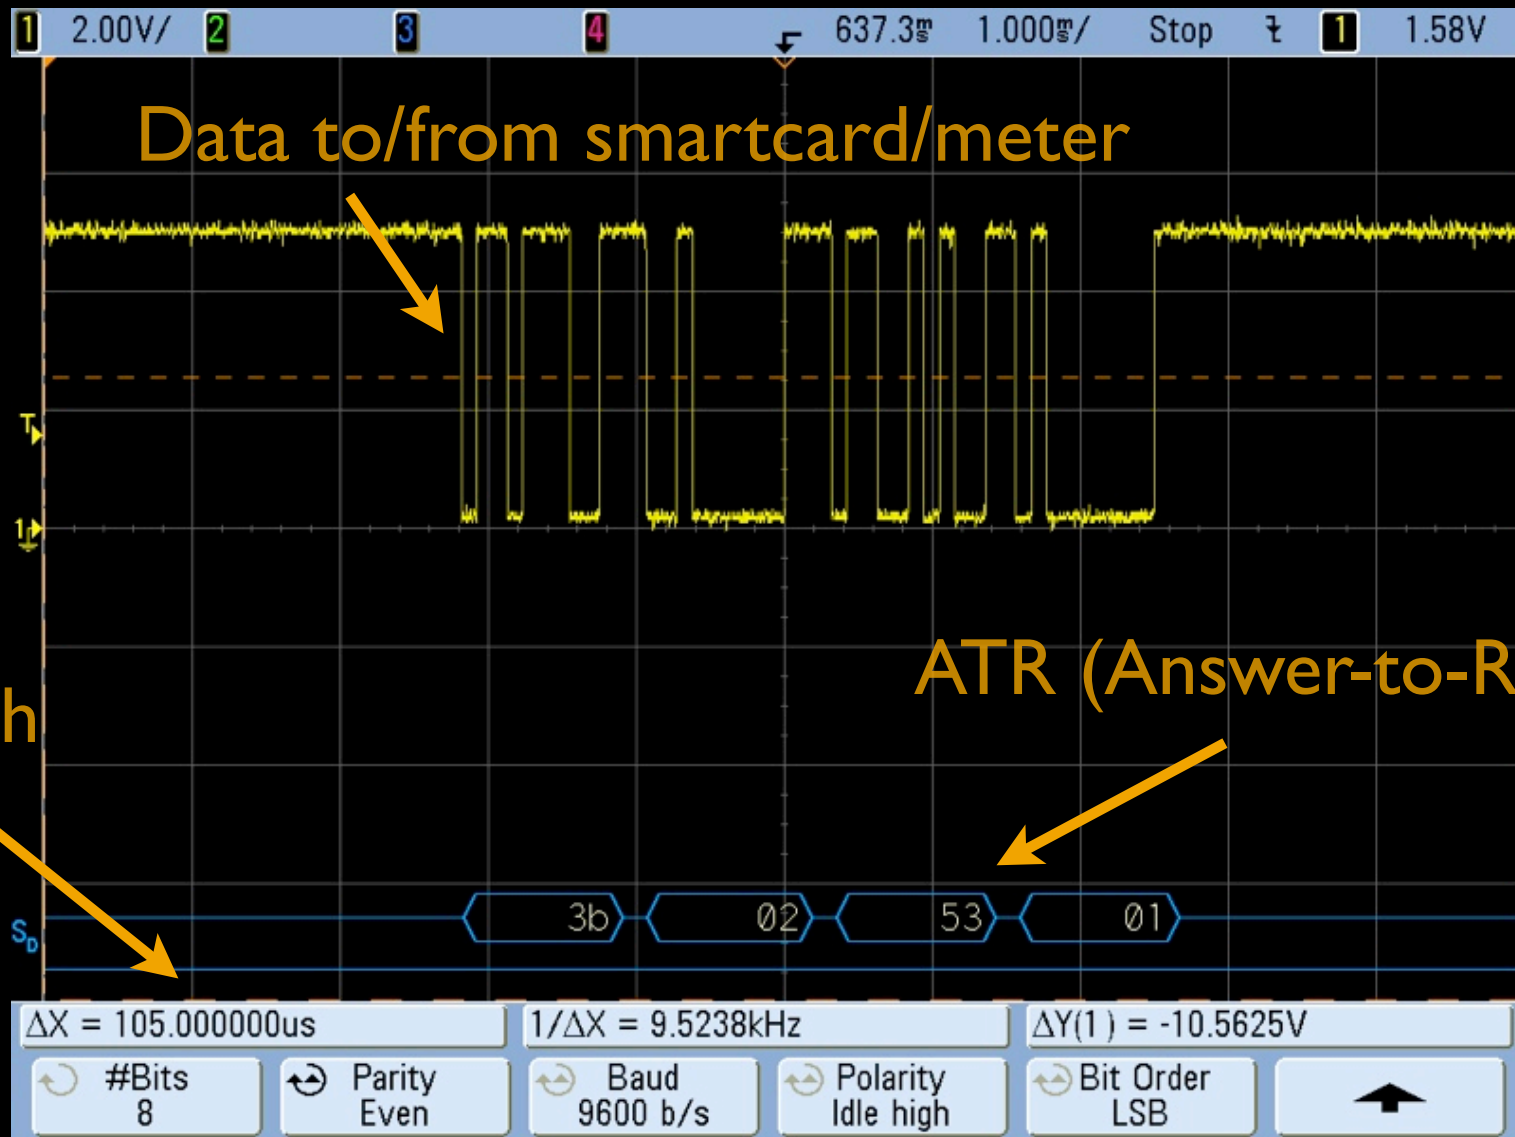 1 2.00V/ 2 3 4 637.3ms 1.000ms/ Stop 1 1.58V
Data to/from smartcard/meter
T
1
ATR (Answer-to-R
h
3b 02 53 01
SD
ΔX = 105.000000us 1/ΔX = 9.5238kHz ΔY(1) = -10.5625V
#Bits Parity Baud Polarity Bit Order
8 Even 9600 b/s Idle high LSB